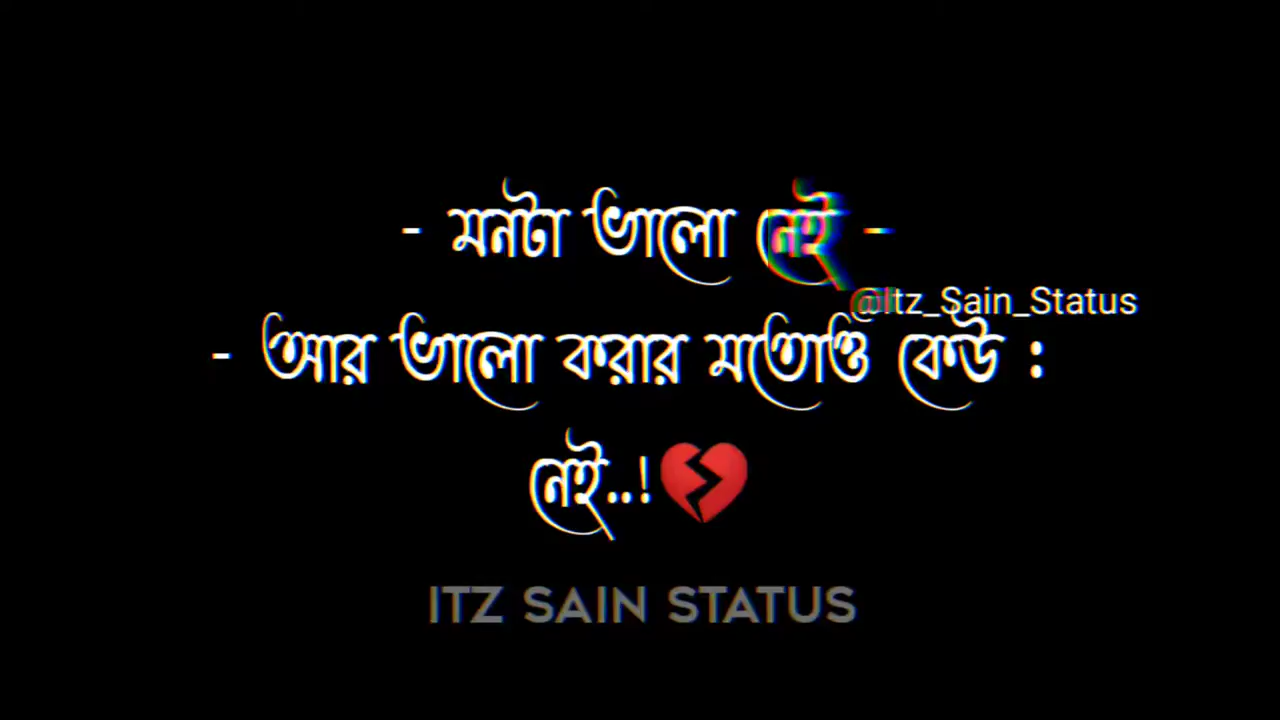 - মনটা ভালো নেই -
@Itz_Sain_Status
- আর ভালো করার মতোও কেউ :
নেই..!💔
ITZ SAIN STATUS